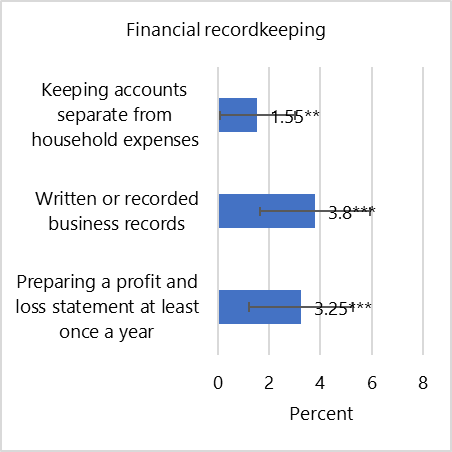 Financial recordkeeping
Keeping accounts
separate from
household expenses
1.55**
Written or recorded
business records
3.8***
Preparing a profit and
loss statement at least
once a year
3.25***
0 2 4 6 8
Percent